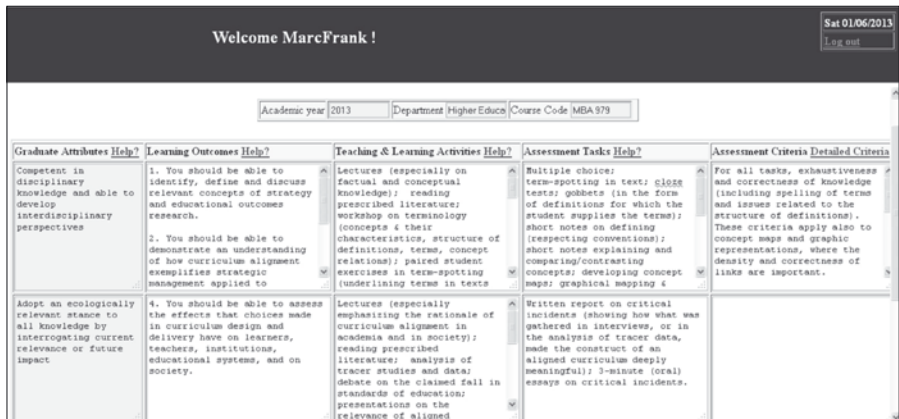 Welcome MarcFrank !
Sat 01/06/2013
Log out
Academic year 2013 Department Higher Educa Course Code MBA 979
Graduate Attributes Help? Learning Outcomes Help? Teaching & Learning Activities Help? Assessment Tasks Help? Assessment Criteria Detailed Criteria
Competent in
disciplinary
knowledge and able to
develop
interdisciplinary
perspectives
1. You should be able to
identify, define and discuss
relevant concepts of strategy
and educational outcomes
research.
2. You should be able to
demonstrate an understanding
of how curriculum alignment
exemplifies strategic
management applied to
Lectures (especially on
factual and conceptual
knowledge); reading
prescribed literature;
workshop on terminology
(concepts & their
characteristics, structure of
definitions, terms, concept
relations); paired student
exercises in term-spotting
(underlining terms in texts
Multiple choice;
term-spotting in text; cloze
tests; gobbets (in the form
of definitions for which the
student supplies the terms);
short notes on defining
(respecting conventions);
short notes explaining and
comparing/contrasting
concepts; developing concept
maps; graphical mapping &
For all tasks, exhaustiveness
and correctness of knowledge
(including spelling of terms
and issues related to the
structure of definitions).
These criteria apply also to
concept maps and graphic
representations, where the
density and correctness of
links are important.
Adopt an ecologically
relevant stance to
all knowledge by
interrogating current
relevance or future
impact
4. You should be able to assess
the effects that choices made
in curriculum design and
delivery have on learners,
teachers, institutions,
educational systems, and on
society.
Lectures (especially
emphasizing the rationale of
curriculum alignment in
academia and in society);
reading prescribed
literature; analysis of
tracer studies and data;
debate on the claimed fall in
standards of education;
presentations on the
relevance of aligned
Written report on critical
incidents (showing how what was
gathered in interviews, or in
the analysis of tracer data,
made the construct of an
aligned curriculum deeply
meaningful); 3-minute (oral)
essays on critical incidents.